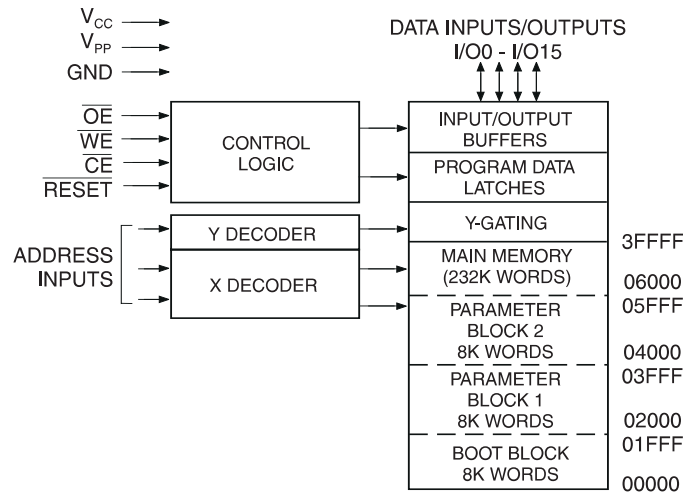 V_CC
V_PP
GND
OE
WE
CE
RESET
ADDRESS
INPUTS
CONTROL
LOGIC
Y DECODER
X DECODER
DATA INPUTS/OUTPUTS
I/O0 - I/O15
INPUT/OUTPUT
BUFFERS
PROGRAM DATA
LATCHES
Y-GATING
MAIN MEMORY
(232K WORDS)
PARAMETER
BLOCK 2
8K WORDS
PARAMETER
BLOCK 1
8K WORDS
BOOT BLOCK
8K WORDS
3FFFF
06000
05FFF
04000
03FFF
02000
01FFF
00000